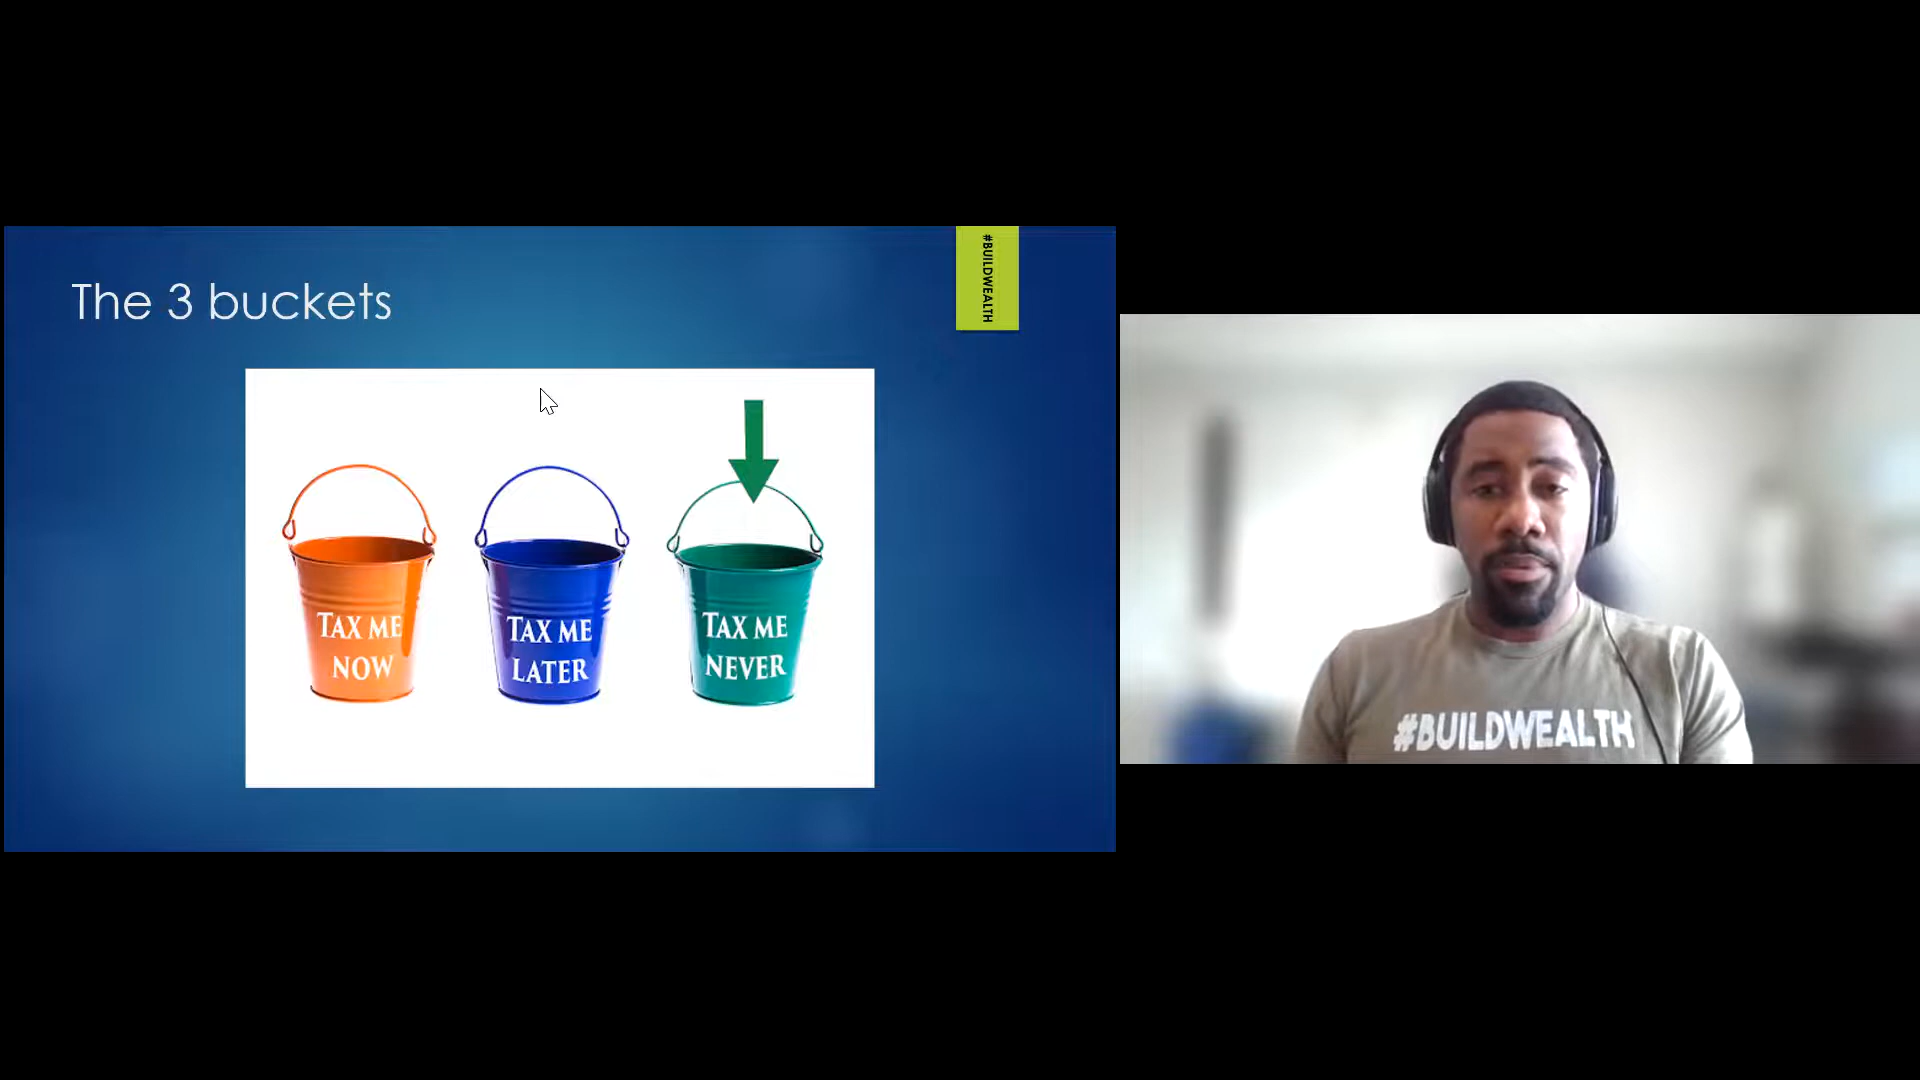 The 3 buckets
#BUILDWEALTH
TAX ME
NOW
TAX ME
LATER
TAX ME
NEVER
#BUILDWEALTH